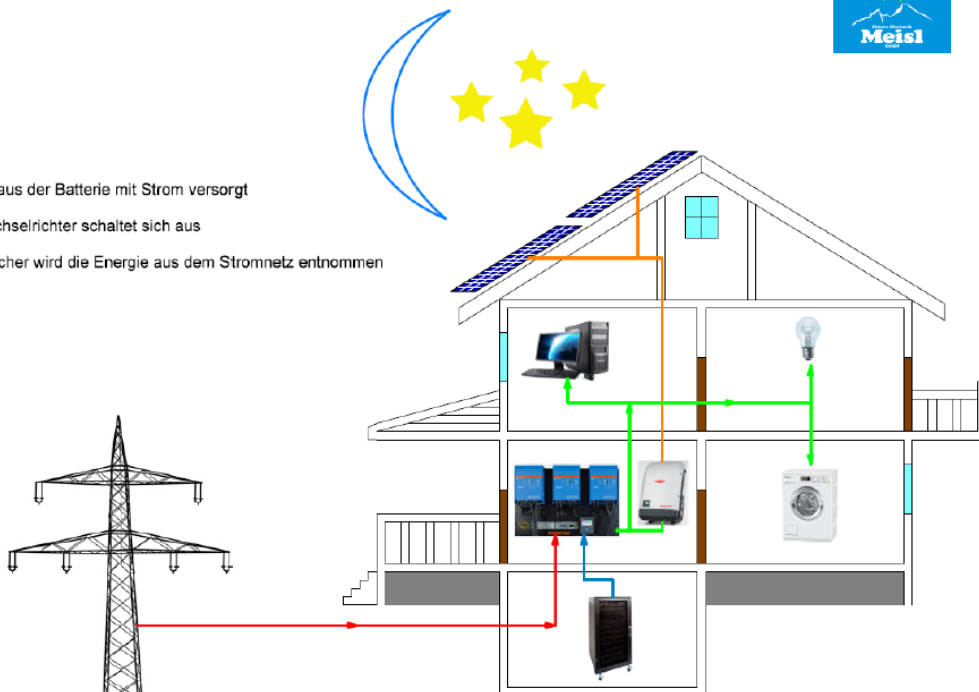 Meisl
GmbH
aus der Batterie mit Strom versorgt
chselrichter schaltet sich aus
cher wird die Energie aus dem Stromnetz entnommen